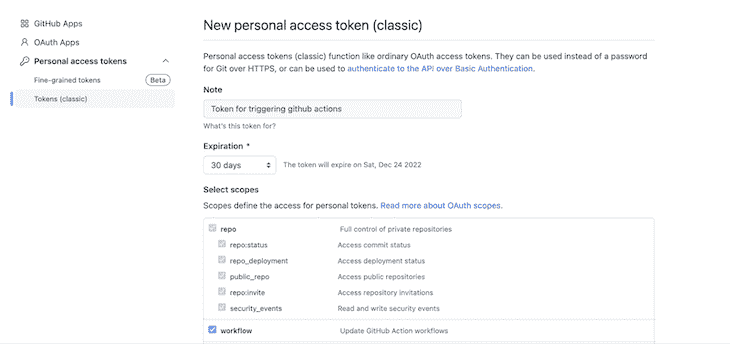 GitHub Apps
OAuth Apps
Personal access tokens
Fine-grained tokens Beta
Tokens (classic)
New personal access token (classic)
Personal access tokens (classic) function like ordinary OAuth access tokens. They can be used instead of a password
for Git over HTTPS, or can be used to authenticate to the API over Basic Authentication.
Note
Token for triggering github actions
What's this token for?
Expiration *
30 days The token will expire on Sat, Dec 24 2022
Select scopes
Scopes define the access for personal tokens. Read more about OAuth scopes.
repo Full control of private repositories
repo:status Access commit status
repo_deployment Access deployment status
public_repo Access public repositories
repo:invite Access repository invitations
security_events Read and write security events
workflow Update GitHub Action workflows